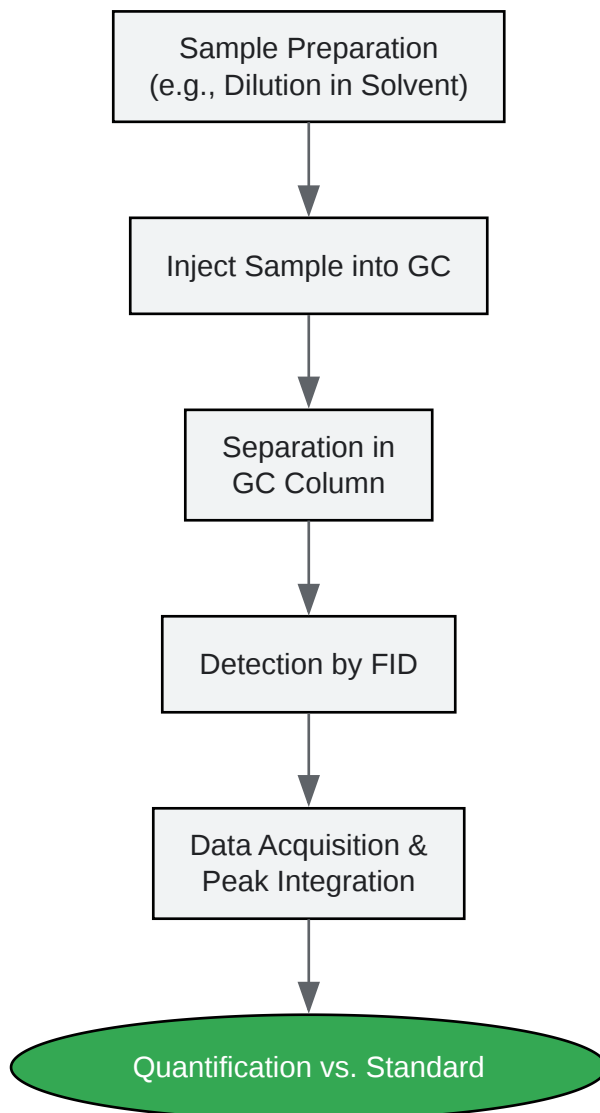 Sample Preparation
(e.g., Dilution in Solvent)
Inject Sample into GC
Separation in
GC Column
Detection by FID
Data Acquisition &
Peak Integration
Quantification vs. Standard